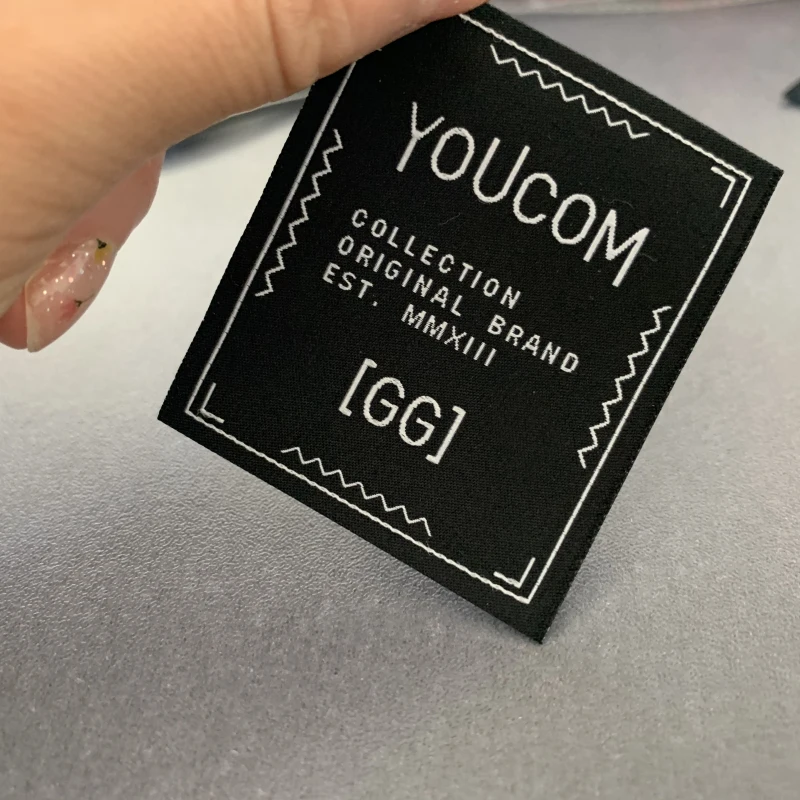 YOUCOM
COLLECTION
ORIGINAL BRAND
EST. MMXIII
[GG]